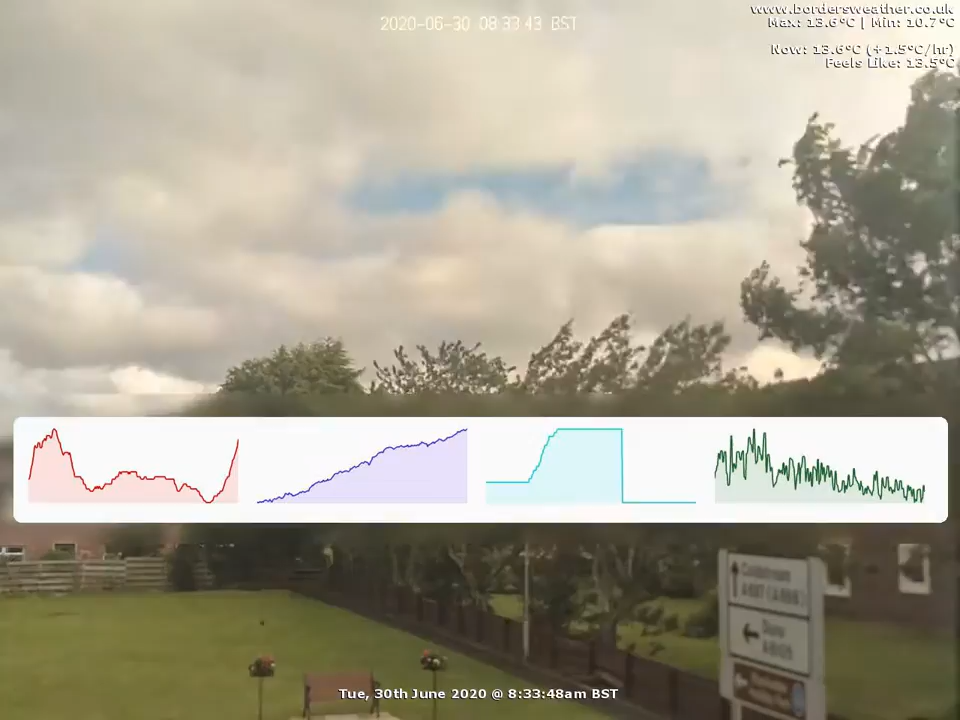 2020-06-30 08:33:43 BST
www.bordersweather.co.uk
Max: 13.6°C | Min: 10.7°C
Now: 13.6°C (+1.5°C/hr)
Feels Like: 13.5°C
Coldstream
Duns
Tue, 30th June 2020 @ 8:33:48am BST